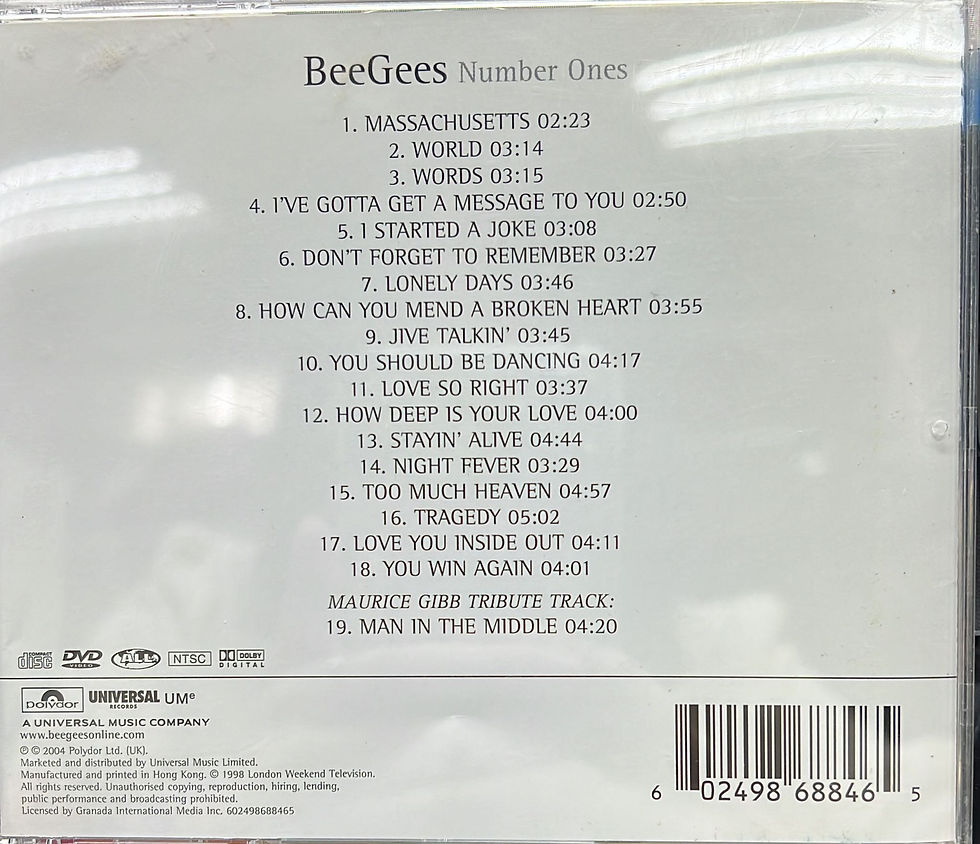 BeeGees Number Ones
1. MASSACHUSETTS 02:23
2. WORLD 03:14
3. WORDS 03:15
4. I'VE GOTTA GET A MESSAGE TO YOU 02:50
5. I STARTED A JOKE 03:08
6. DON'T FORGET TO REMEMBER 03:27
7. LONELY DAYS 03:46
8. HOW CAN YOU MEND A BROKEN HEART 03:55
9. JIVE TALKIN' 03:45
10. YOU SHOULD BE DANCING 04:17
11. LOVE SO RIGHT 03:37
12. HOW DEEP IS YOUR LOVE 04:00
13. STAYIN' ALIVE 04:44
14. NIGHT FEVER 03:29
15. TOO MUCH HEAVEN 04:57
16. TRAGEDY 05:02
17. LOVE YOU INSIDE OUT 04:11
18. YOU WIN AGAIN 04:01
MAURICE GIBB TRIBUTE TRACK:
19. MAN IN THE MIDDLE 04:20
COMPACT disc DVD VIDEO ALL NTSC DOLBY DIGITAL
polydor UNIVERSAL RECORDS UMe
A UNIVERSAL MUSIC COMPANY
www.beegeesonline.com
℗ © 2004 Polydor Ltd. (UK).
Marketed and distributed by Universal Music Limited.
Manufactured and printed in Hong Kong. © 1998 London Weekend Television.
All rights reserved. Unauthorised copying, reproduction, hiring, lending,
public performance and broadcasting prohibited.
Licensed by Granada International Media Inc. 602498688465
6 02498 68846 5